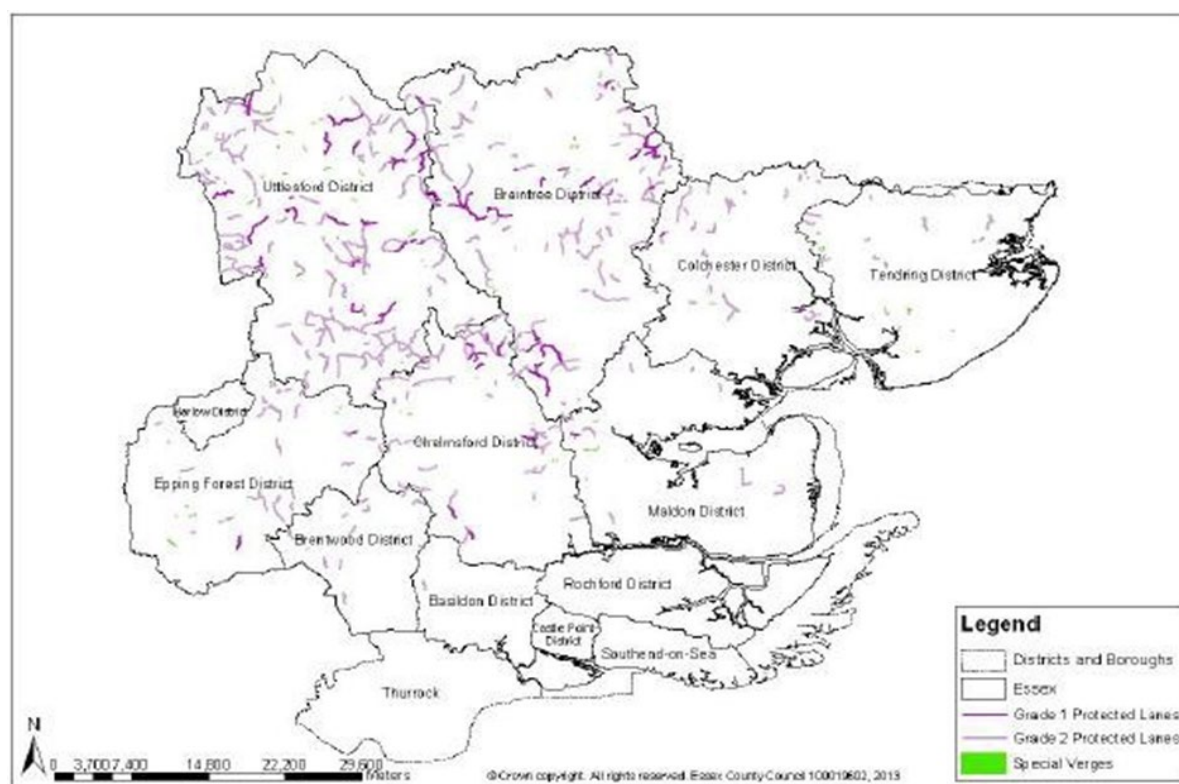 Uttlesford District
Braintree District
Colchester District
Tendring District
Harlow District
Chelmsford District
Epping Forest District
Maldon District
Brentwood District
Rochford District
Basildon District
Castle Point
District
Southend-on-Sea
Thurrock
Legend
Districts and Boroughs
Essex
Grade 1 Protected Lanes
Grade 2 Protected Lanes
Special Verges
N
0 3,700 7,400 14,800 22,200 29,600
Meters
© Crown copyright. All rights reserved. Essex County Council 100019602, 2013